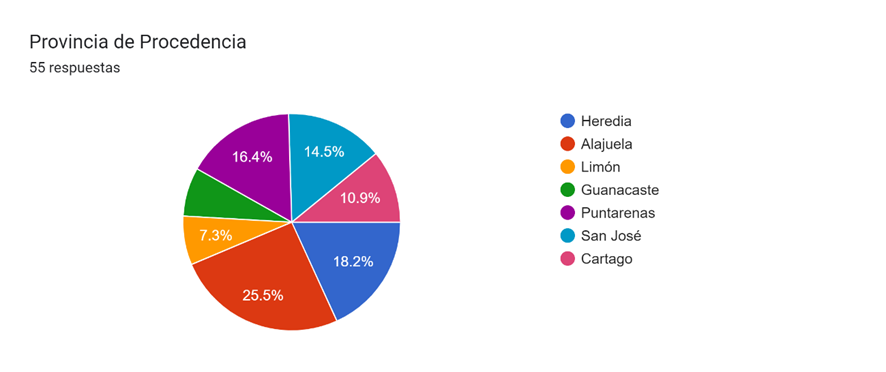 Provincia de Procedencia
55 respuestas
14.5%
16.4%
10.9%
7.3%
18.2%
25.5%
Heredia
Alajuela
Limón
Guanacaste
Puntarenas
San José
Cartago